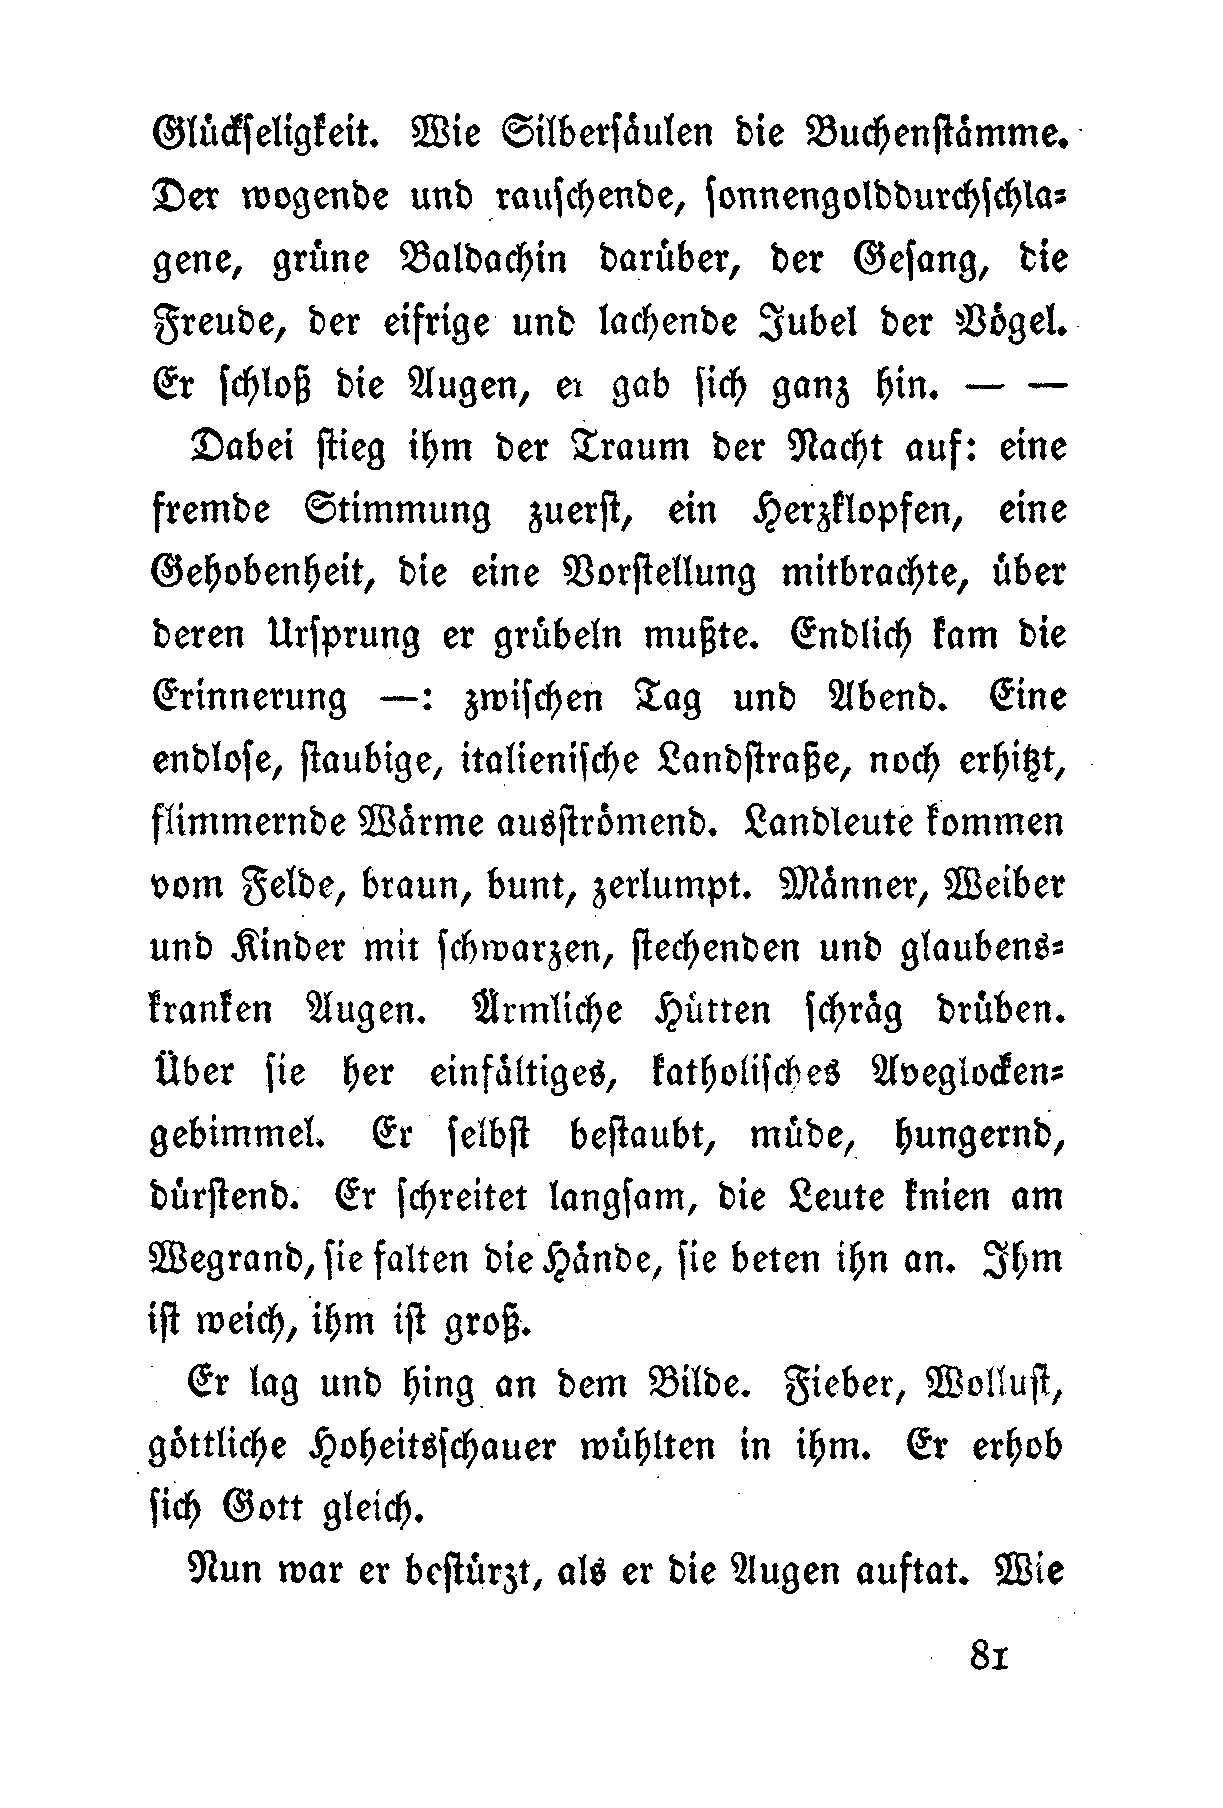 Glückseligkeit. Wie Silbersäulen die Buchenstämme.
Der wogende und rauschende, sonnengolddurchschla-
gene, grüne Baldachin darüber, der Gesang, die
Freude, der eifrige und lachende Jubel der Vögel.
Er schloß die Augen, er gab sich ganz hin. — —
Dabei stieg ihm der Traum der Nacht auf: eine
fremde Stimmung zuerst, ein Herzklopfen, eine
Gehobenheit, die eine Vorstellung mitbrachte, über
deren Ursprung er grübeln mußte. Endlich kam die
Erinnerung —: zwischen Tag und Abend. Eine
endlose, staubige, italienische Landstraße, noch erhitzt,
flimmernde Wärme ausströmend. Landleute kommen
vom Felde, braun, bunt, zerlumpt. Männer, Weiber
und Kinder mit schwarzen, stechenden und glaubens-
kranken Augen. Ärmliche Hütten schräg drüben.
Über sie her einfältiges, katholisches Aveglocken-
gebimmel. Er selbst bestaubt, müde, hungernd,
dürstend. Er schreitet langsam, die Leute knien am
Wegrand, sie falten die Hände, sie beten ihn an. Ihm
ist weich, ihm ist groß.
Er lag und hing an dem Bilde. Fieber, Wollust,
göttliche Hoheitsschauer wühlten in ihm. Er erhob
sich Gott gleich.
Nun war er bestürzt, als er die Augen auftat. Wie
81